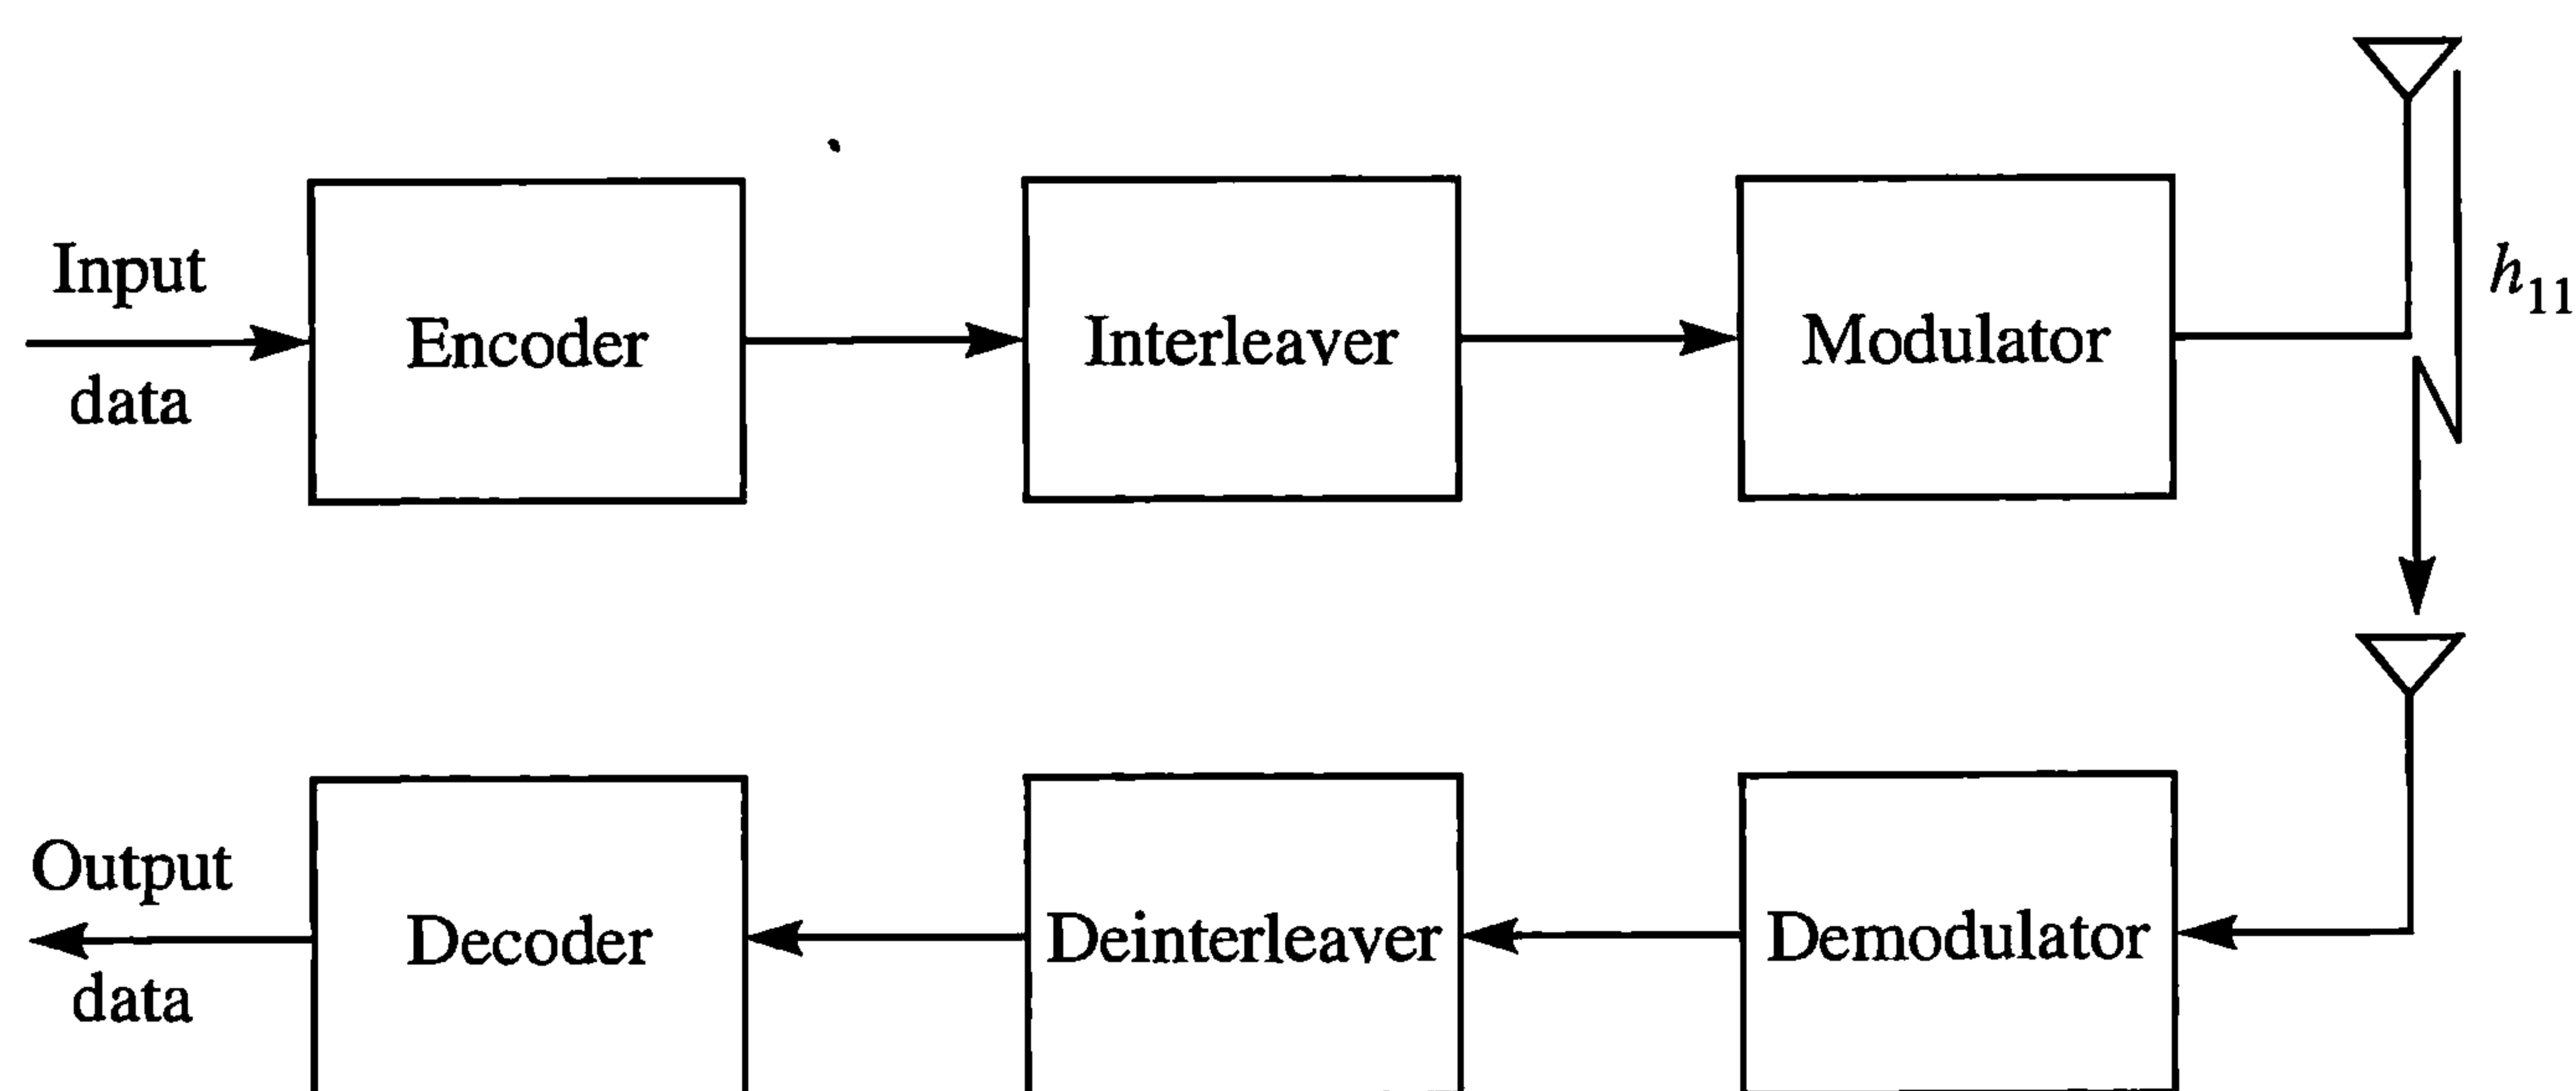 Input
data
Encoder
Interleaver
Modulator
h11
Output
data
Decoder
Deinterleaver
Demodulator